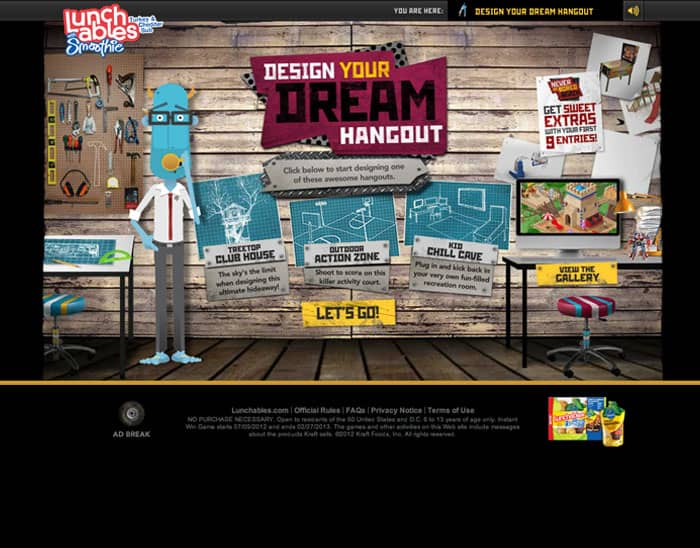 LUNCHABLES
with Smoothie
Turkey &
Cheddar
Sub
YOU ARE HERE:
DESIGN YOUR DREAM HANGOUT
DESIGN YOUR
DREAM
HANGOUT
Click below to start designing one
of these awesome hangouts.
NEVER
BE BORED
GET SWEET
EXTRAS
WITH YOUR FIRST
9 ENTRIES!
TREETOP
CLUB HOUSE
The sky's the limit
when designing this
ultimate hideaway!
OUTDOOR
ACTION ZONE
Shoot to score on this
killer activity court.
KID
CHILL CAVE
Plug in and kick back in
your very own fun-filled
recreation room.
VIEW THE
GALLERY
LET'S GO!
AD BREAK
Lunchables.com | Official Rules | FAQs | Privacy Notice | Terms of Use
NO PURCHASE NECESSARY. Open to residents of the 50 United States and D.C. 6 to 13 years of age only. Instant
Win Game starts 07/05/2012 and ends 02/27/2013. The games and other activities on this Web site include messages
about the products Kraft sells. ©2012 Kraft Foods, Inc. All rights reserved.